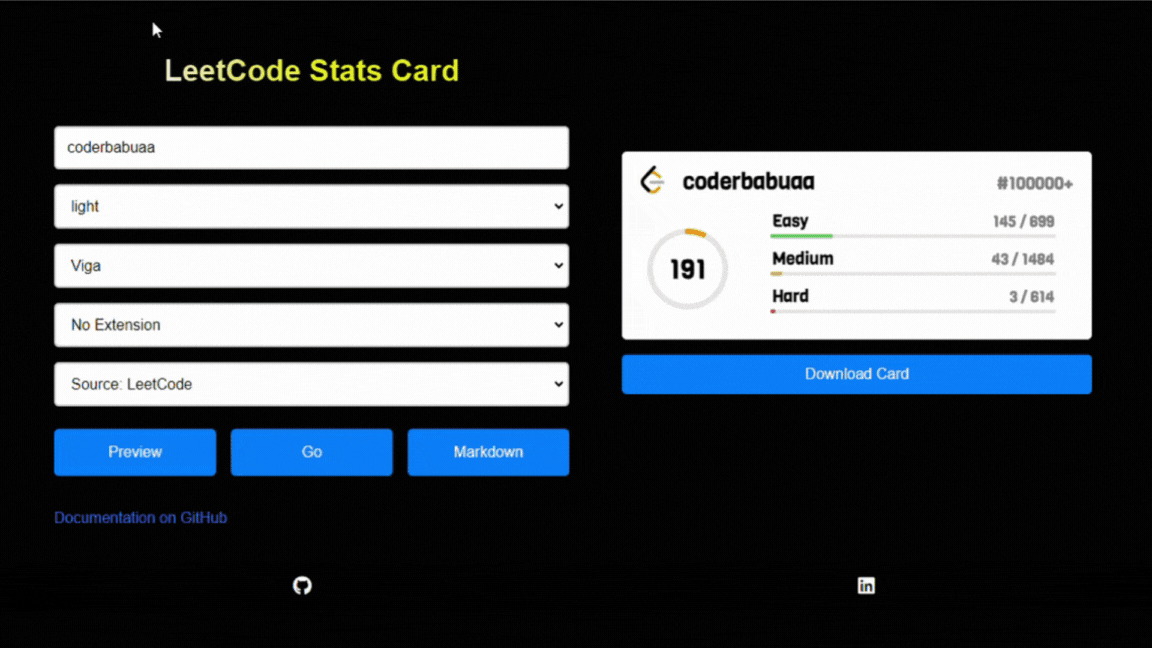 LeetCode Stats Card
coderbabuaa
light
Viga
No Extension
Source: LeetCode
Preview
Go
Markdown
Documentation on GitHub
coderbabuaa
#100000+
Easy
145 / 699
Medium
43 / 1484
Hard
3 / 614
191
Download Card
in